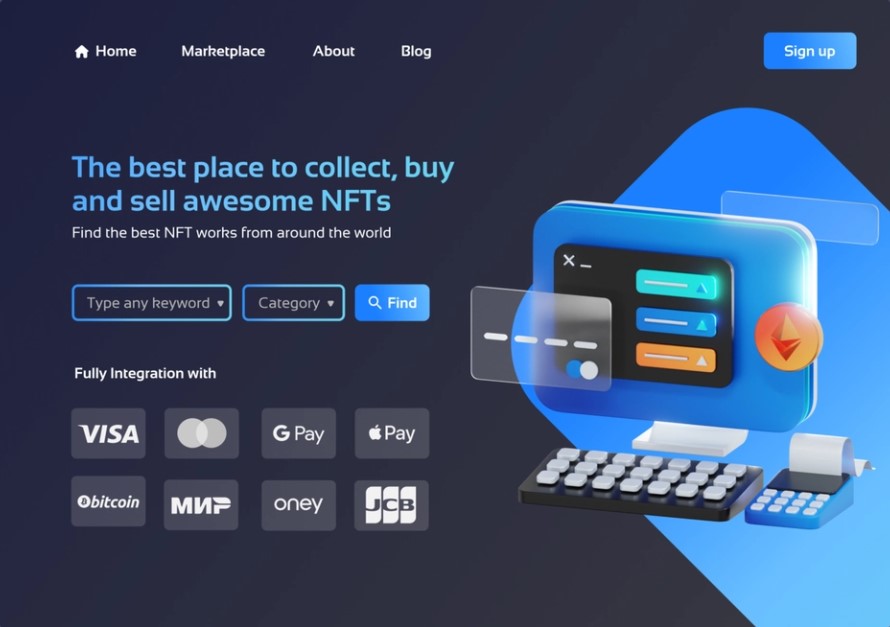 Home
Marketplace
About
Blog
Sign up
The best place to collect, buy
and sell awesome NFTs
Find the best NFT works from around the world
Type any keyword
Category
Find
Fully Integration with
VISA
G Pay
Pay
bitcoin
МИР
oney
JCB